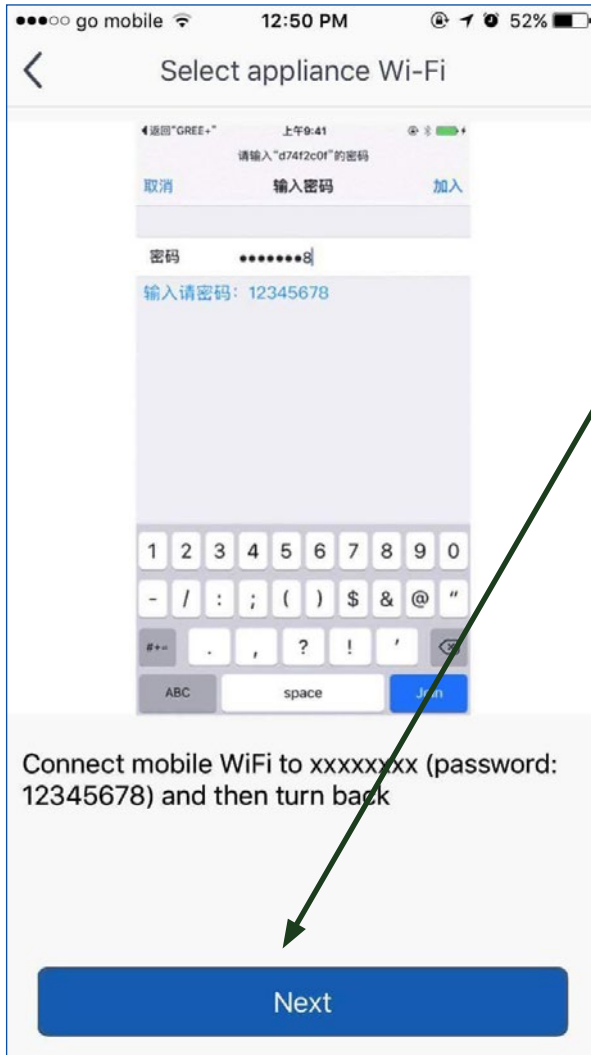 go mobile 12:50 PM 52%
Select appliance Wi-Fi
返回"GREE+" 上午9:41
请输入"d74f2c0f"的密码
取消 输入密码 加入
密码 •••••••8
输入请密码：12345678
1 2 3 4 5 6 7 8 9 0
- / : ; ( ) $ & @ "
#+= . , ? ! '
ABC space Join
Connect mobile WiFi to xxxxxxxx (password:
12345678) and then turn back
Next